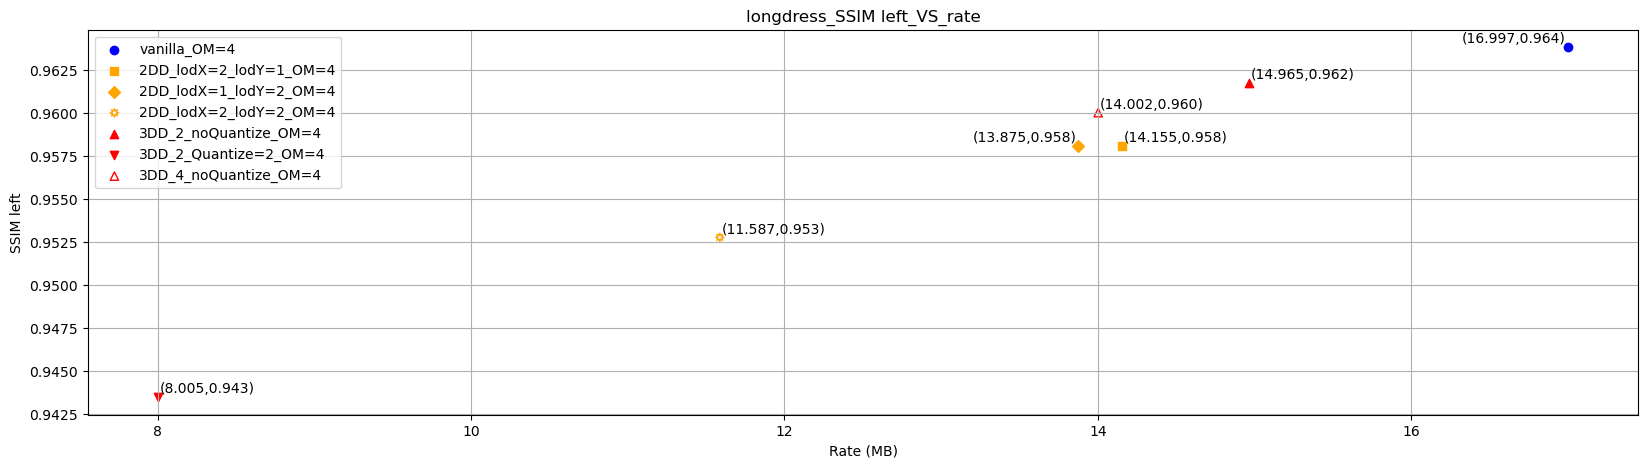 longdress_SSIM left_VS_rate
vanilla_OM=4
2DD_lodX=2_lodY=1_OM=4
2DD_lodX=1_lodY=2_OM=4
2DD_lodX=2_lodY=2_OM=4
3DD_2_noQuantize_OM=4
3DD_2_Quantize=2_OM=4
3DD_4_noQuantize_OM=4
(16.997,0.964)
(14.965,0.962)
(14.002,0.960)
(13.875,0.958)
(14.155,0.958)
(11.587,0.953)
(8.005,0.943)
SSIM left
0.9625
0.9600
0.9575
0.9550
0.9525
0.9500
0.9475
0.9450
0.9425
8
10
12
14
16
Rate (MB)